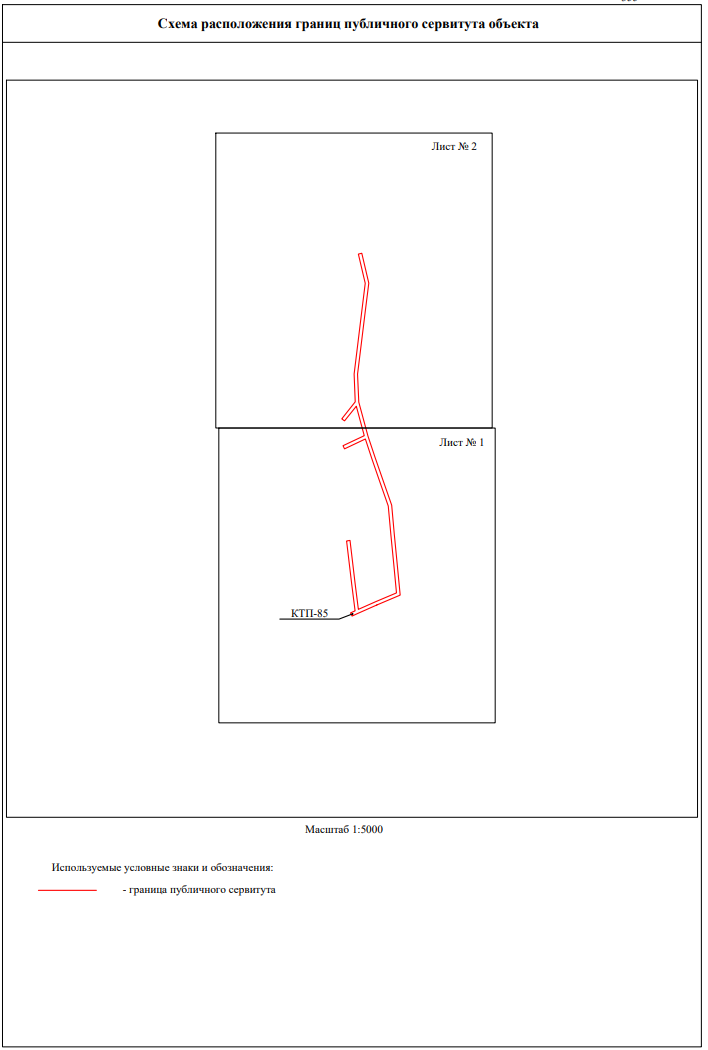 Схема расположения границ публичного сервитута объекта
Лист № 2
Лист № 1
КТП-85
Масштаб 1:5000
Используемые условные знаки и обозначения:
- граница публичного сервитута